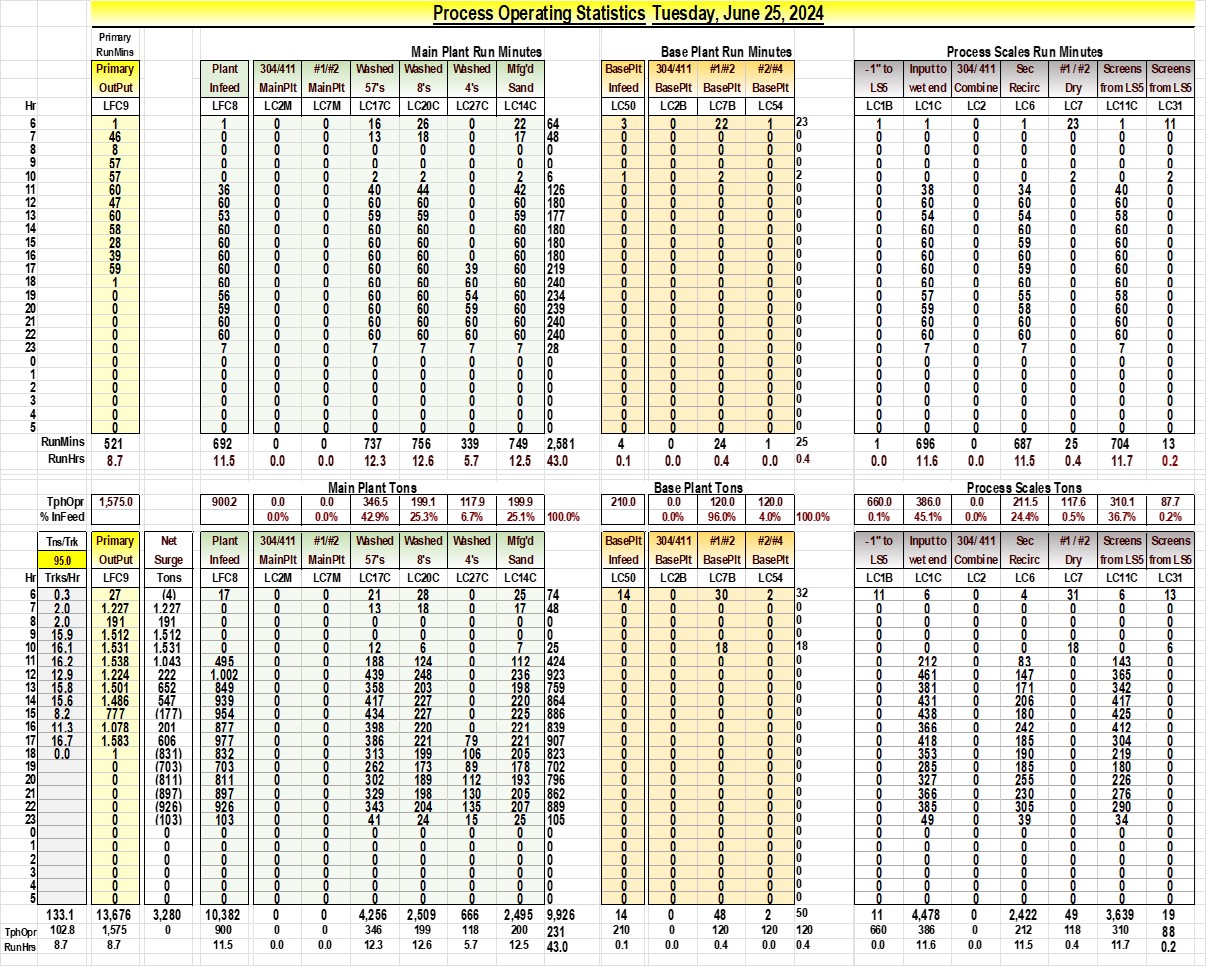 Process Operating Statistics Tuesday, June 25, 2024
Primary
RunMins Main Plant Run Minutes Base Plant Run Minutes Process Scales Run Minutes
Primary Plant 304/411 #1/#2 Washed Washed Washed Mfg'd BasePlt 304/411 #1/#2 #2/#4 -1" to Input to 304/ 411 Sec #1 / #2 Screens Screens
OutPut Infeed MainPlt MainPlt 57's 8's 4's Sand Infeed BasePlt BasePlt BasePlt LS5 wet end Combine Recirc Dry from LS5 from LS5
Hr LFC9 LFC8 LC2M LC7M LC17C LC20C LC27C LC14C LC50 LC2B LC7B LC54 LC1B LC1C LC2 LC6 LC7 LC11C LC31
6 1 1 0 0 16 26 0 22 64 3 0 22 1 23 1 1 0 1 23 1 11
7 46 0 0 0 13 18 0 17 48 0 0 0 0 0 0 0 0 0 0 0 0
8 8 0 0 0 0 0 0 0 0 0 0 0 0 0 0 0 0 0 0 0 0
9 57 0 0 0 0 0 0 0 0 0 0 0 0 0 0 0 0 0 0 0 0
10 57 0 0 0 2 2 0 2 6 1 0 2 0 2 0 0 0 0 2 0 2
11 60 36 0 0 40 44 0 42 126 0 0 0 0 0 0 38 0 34 0 40 0
12 47 60 0 0 60 60 0 60 180 0 0 0 0 0 0 60 0 60 0 60 0
13 60 53 0 0 59 59 0 59 177 0 0 0 0 0 0 54 0 54 0 58 0
14 58 60 0 0 60 60 0 60 180 0 0 0 0 0 0 60 0 60 0 60 0
15 28 60 0 0 60 60 0 60 180 0 0 0 0 0 0 60 0 59 0 60 0
16 39 60 0 0 60 60 0 60 180 0 0 0 0 0 0 60 0 60 0 60 0
17 59 60 0 0 60 60 39 60 219 0 0 0 0 0 0 60 0 59 0 60 0
18 1 60 0 0 60 60 60 60 240 0 0 0 0 0 0 60 0 60 0 60 0
19 0 56 0 0 60 60 54 60 234 0 0 0 0 0 0 57 0 55 0 58 0
20 0 59 0 0 60 60 59 60 239 0 0 0 0 0 0 59 0 58 0 60 0
21 0 60 0 0 60 60 60 60 240 0 0 0 0 0 0 60 0 60 0 60 0
22 0 60 0 0 60 60 60 60 240 0 0 0 0 0 0 60 0 60 0 60 0
23 0 7 0 0 7 7 7 7 28 0 0 0 0 0 0 7 0 7 0 7 0
0 0 0 0 0 0 0 0 0 0 0 0 0 0 0 0 0 0 0 0 0 0
1 0 0 0 0 0 0 0 0 0 0 0 0 0 0 0 0 0 0 0 0 0
2 0 0 0 0 0 0 0 0 0 0 0 0 0 0 0 0 0 0 0 0 0
3 0 0 0 0 0 0 0 0 0 0 0 0 0 0 0 0 0 0 0 0 0
4 0 0 0 0 0 0 0 0 0 0 0 0 0 0 0 0 0 0 0 0 0
5 0 0 0 0 0 0 0 0 0 0 0 0 0 0 0 0 0 0 0 0 0
RunMins 521 692 0 0 737 756 339 749 2,581 4 0 24 1 25 1 696 0 687 25 704 13
RunHrs 8.7 11.5 0.0 0.0 12.3 12.6 5.7 12.5 43.0 0.1 0.0 0.4 0.0 0.4 0.0 11.6 0.0 11.5 0.4 11.7 0.2
Main Plant Tons Base Plant Tons Process Scales Tons
TphOpr 1,575.0 900.2 0.0 0.0 346.5 199.1 117.9 199.9 210.0 0.0 120.0 120.0 660.0 386.0 0.0 211.5 117.6 310.1 87.7
% InFeed 0.0% 0.0% 42.9% 25.3% 6.7% 25.1% 100.0% 0.0% 96.0% 4.0% 100.0% 0.1% 45.1% 0.0% 24.4% 0.5% 36.7% 0.2%
Tns/Trk Primary Net Plant 304/411 #1/#2 Washed Washed Washed Mfg'd BasePlt 304/411 #1/#2 #2/#4 -1" to Input to 304/ 411 Sec #1 / #2 Screens Screens
95.0 OutPut Surge Infeed MainPlt MainPlt 57's 8's 4's Sand Infeed BasePlt BasePlt BasePlt LS5 wet end Combine Recirc Dry from LS5 from LS5
Hr Trks/Hr LFC9 Tons LFC8 LC2M LC7M LC17C LC20C LC27C LC14C LC50 LC2B LC7B LC54 LC1B LC1C LC2 LC6 LC7 LC11C LC31
6 0.3 27 (4) 17 0 0 21 28 0 25 74 14 0 30 2 32 11 6 0 4 31 6 13
7 2.0 1.227 1.227 0 0 0 13 18 0 17 48 0 0 0 0 0 0 0 0 0 0 0 0
8 2.0 191 191 0 0 0 0 0 0 0 0 0 0 0 0 0 0 0 0 0 0 0 0
9 15.9 1.512 1.512 0 0 0 0 0 0 0 0 0 0 0 0 0 0 0 0 0 0 0 0
10 16.1 1.531 1.531 0 0 0 12 6 0 7 25 0 0 18 0 18 0 0 0 0 18 0 6
11 16.2 1.538 1.043 495 0 0 188 124 0 112 424 0 0 0 0 0 0 212 0 83 0 143 0
12 12.9 1.224 222 1.002 0 0 439 248 0 236 923 0 0 0 0 0 0 461 0 147 0 365 0
13 15.8 1.501 652 849 0 0 358 203 0 198 759 0 0 0 0 0 0 381 0 171 0 342 0
14 15.6 1.486 547 939 0 0 417 227 0 220 864 0 0 0 0 0 0 431 0 206 0 417 0
15 8.2 777 (177) 954 0 0 434 227 0 225 886 0 0 0 0 0 0 438 0 180 0 425 0
16 11.3 1.078 201 877 0 0 398 220 0 221 839 0 0 0 0 0 0 366 0 242 0 412 0
17 16.7 1.583 606 977 0 0 386 221 79 221 907 0 0 0 0 0 0 418 0 185 0 304 0
18 0.0 1 (831) 832 0 0 313 199 106 205 823 0 0 0 0 0 0 353 0 190 0 219 0
19 0 (703) 703 0 0 262 173 89 178 702 0 0 0 0 0 0 285 0 185 0 180 0
20 0 (811) 811 0 0 302 189 112 193 796 0 0 0 0 0 0 327 0 255 0 226 0
21 0 (897) 897 0 0 329 198 130 205 862 0 0 0 0 0 0 366 0 230 0 276 0
22 0 (926) 926 0 0 343 204 135 207 889 0 0 0 0 0 0 385 0 305 0 290 0
23 0 (103) 103 0 0 41 24 15 25 105 0 0 0 0 0 0 49 0 39 0 34 0
0 0 0 0 0 0 0 0 0 0 0 0 0 0 0 0 0 0 0 0 0 0 0
1 0 0 0 0 0 0 0 0 0 0 0 0 0 0 0 0 0 0 0 0 0 0
2 0 0 0 0 0 0 0 0 0 0 0 0 0 0 0 0 0 0 0 0 0 0
3 0 0 0 0 0 0 0 0 0 0 0 0 0 0 0 0 0 0 0 0 0 0
4 0 0 0 0 0 0 0 0 0 0 0 0 0 0 0 0 0 0 0 0 0 0
5 0 0 0 0 0 0 0 0 0 0 0 0 0 0 0 0 0 0 0 0 0 0
133.1 13,676 3,280 10,382 0 0 4,256 2,509 666 2,495 9,926 14 0 48 2 50 11 4,478 0 2,422 49 3,639 19
TphOpr 102.8 1,575 0 900 0 0 346 199 118 200 231 210 0 120 120 120 660 386 0 212 118 310 88
RunHrs 8.7 8.7 11.5 0.0 0.0 12.3 12.6 5.7 12.5 43.0 0.1 0.0 0.4 0.0 0.4 0.0 11.6 0.0 11.5 0.4 11.7 0.2